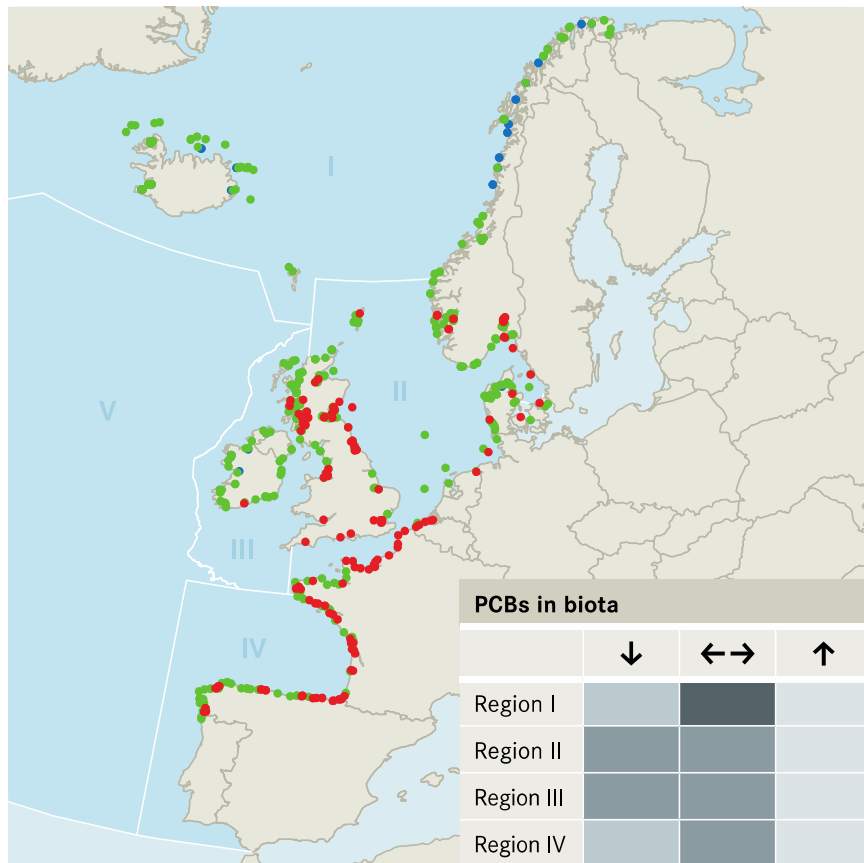 I
II
V
III
IV
PCBs in biota
↓ ←→ ↑
Region I
Region II
Region III
Region IV